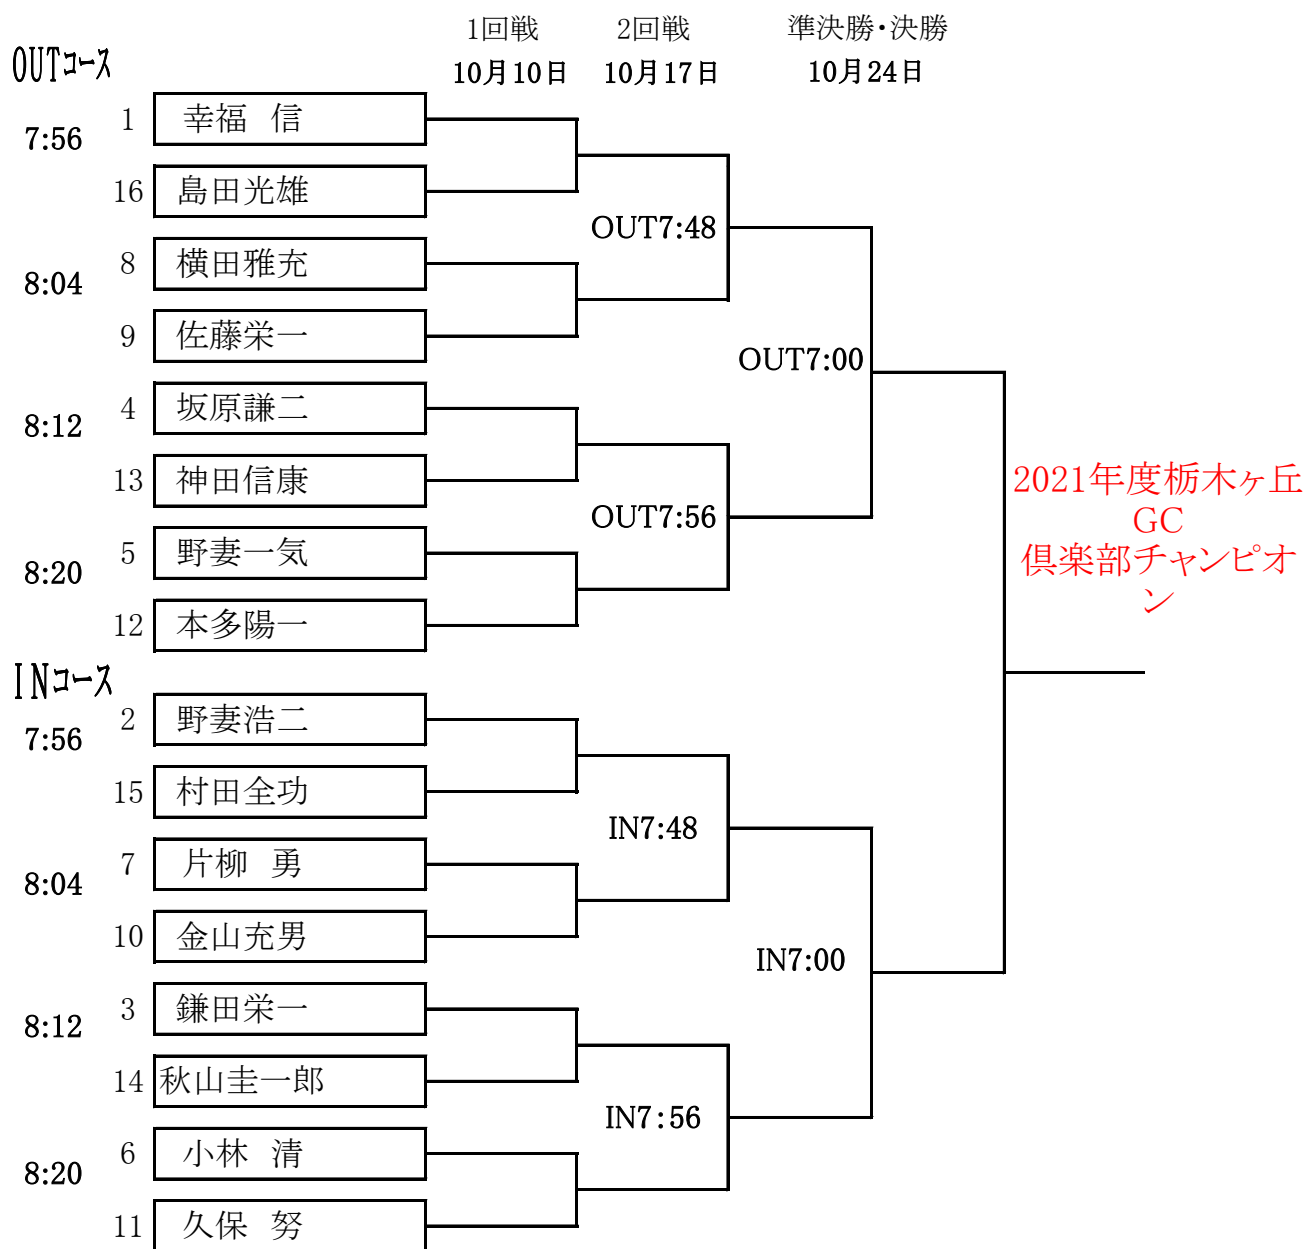 1回戦 2回戦 準決勝・決勝
OUTコース 10月10日 10月17日 10月24日
7:56
1 幸福 信
16 島田光雄
OUT7:48
8:04
8 横田雅充
9 佐藤栄一
OUT7:00
8:12
4 坂原謙二
13 神田信康
OUT7:56
8:20
5 野妻一気
12 本多陽一
2021年度栃木ヶ丘
GC
倶楽部チャンピオ
ン
INコース
7:56
2 野妻浩二
15 村田全功
IN7:48
8:04
7 片柳 勇
10 金山充男
IN7:00
8:12
3 鎌田栄一
14 秋山圭一郎
IN7:56
8:20
6 小林 清
11 久保 努